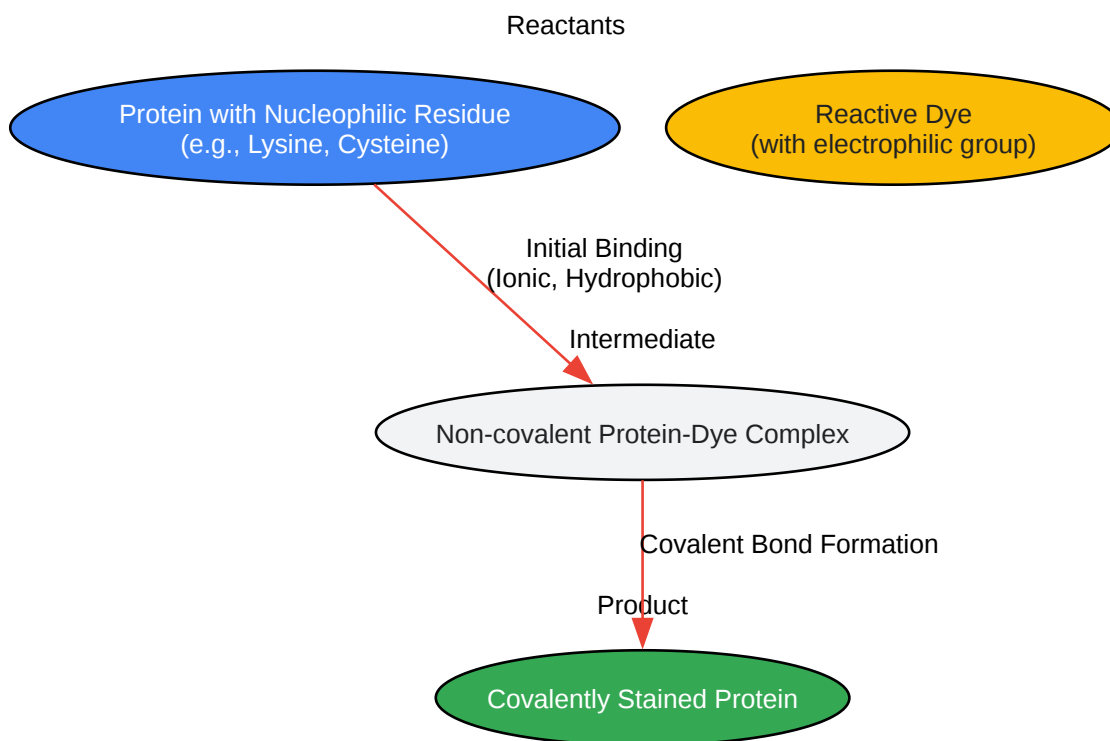 Reactants
Protein with Nucleophilic Residue
(e.g., Lysine, Cysteine)
Reactive Dye
(with electrophilic group)
Initial Binding
(Ionic, Hydrophobic)
Intermediate
Non-covalent Protein-Dye Complex
Covalent Bond Formation
Product
Covalently Stained Protein